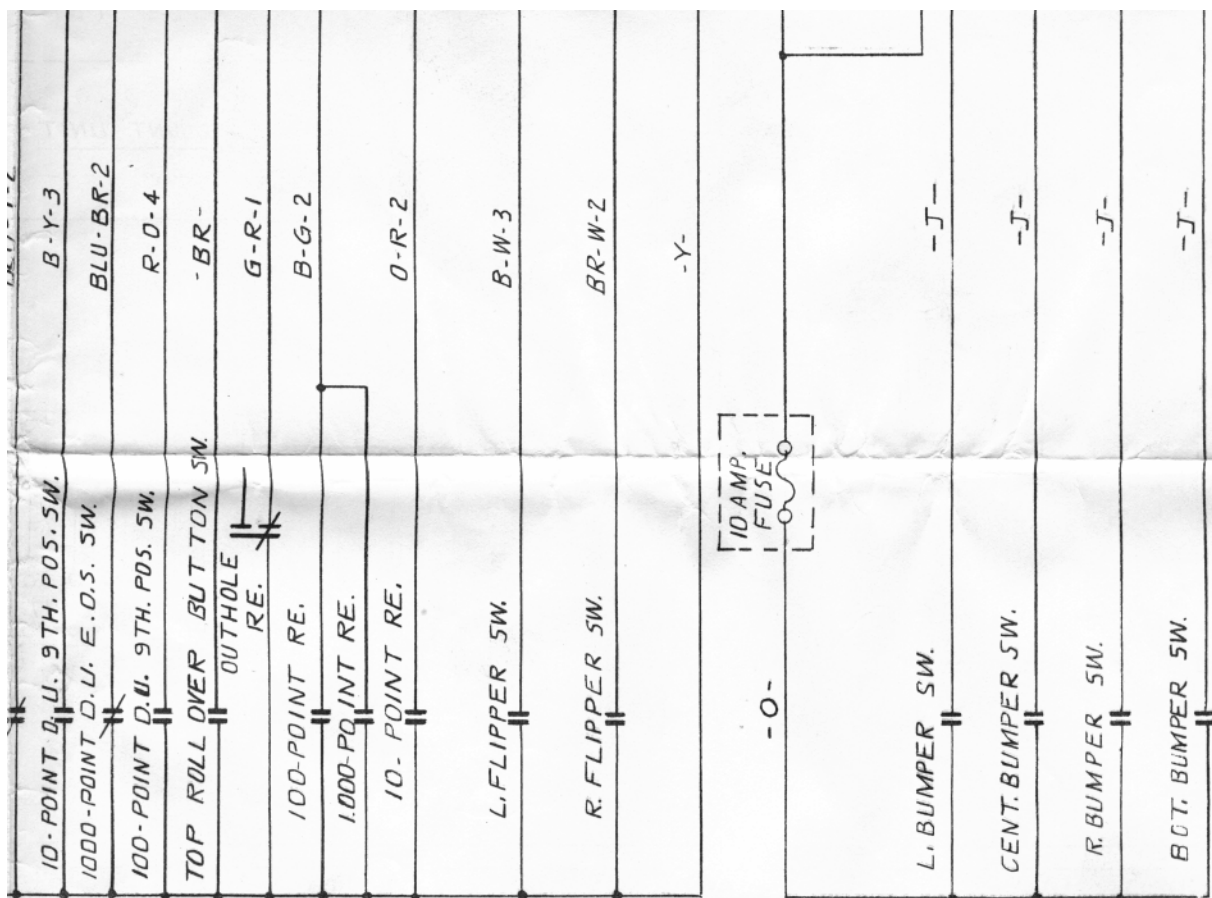 10-POINT D.U. 9TH. POS. SW.
B-Y-3
1000-POINT D.U. E.O.S. SW.
BLU-BR-2
100-POINT D.U. 9TH. POS. SW.
R-O-4
TOP ROLL OVER BUTTON SW.
-BR-
OUTHOLE
RE.
G-R-1
100-POINT RE.
B-G-2
1000-POINT RE.
10-POINT RE.
O-R-2
L. FLIPPER SW.
B-W-3
R. FLIPPER SW.
BR-W-2
-Y-
10 AMP.
FUSE
-O-
L. BUMPER SW.
-J-
CENT. BUMPER SW.
-J-
R. BUMPER SW.
-J-
BOT. BUMPER SW.
-J-